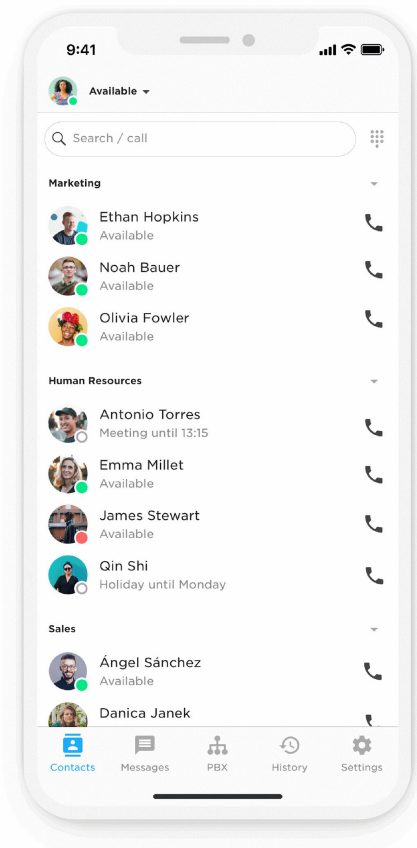 9:41
Available
Search / call
Marketing
Ethan Hopkins
Available
Noah Bauer
Available
Olivia Fowler
Available
Human Resources
Antonio Torres
Meeting until 13:15
Emma Millet
Available
James Stewart
Available
Qin Shi
Holiday until Monday
Sales
Ángel Sánchez
Available
Danica Janek
Contacts
Messages
PBX
History
Settings